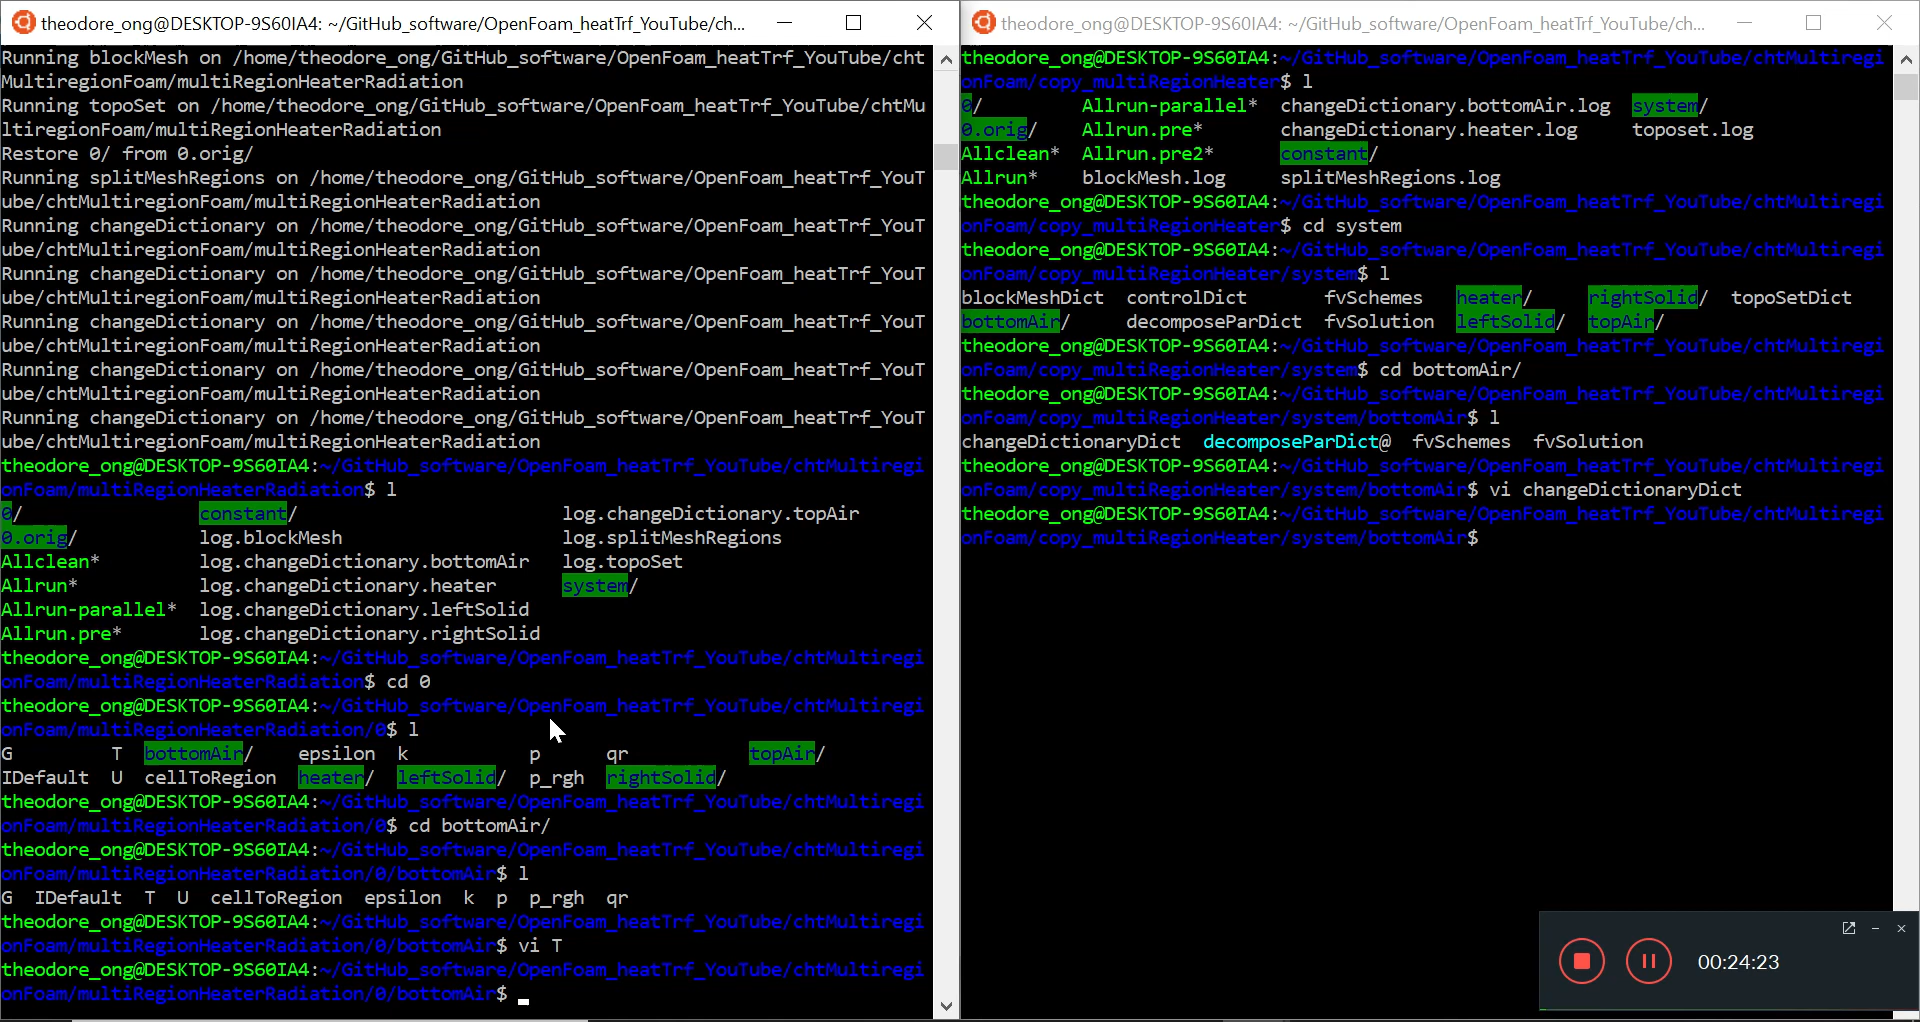 theodore_ong@DESKTOP-9S60IA4: ~/GitHub_software/OpenFoam_heatTrf_YouTube/ch...
Running blockMesh on /home/theodore_ong/GitHub_software/OpenFoam_heatTrf_YouTube/cht
MultiregionFoam/multiRegionHeaterRadiation
Running topoSet on /home/theodore_ong/GitHub_software/OpenFoam_heatTrf_YouTube/chtMu
ltiregionFoam/multiRegionHeaterRadiation
Restore 0/ from 0.orig/
Running splitMeshRegions on /home/theodore_ong/GitHub_software/OpenFoam_heatTrf_YouT
ube/chtMultiregionFoam/multiRegionHeaterRadiation
Running changeDictionary on /home/theodore_ong/GitHub_software/OpenFoam_heatTrf_YouT
ube/chtMultiregionFoam/multiRegionHeaterRadiation
Running changeDictionary on /home/theodore_ong/GitHub_software/OpenFoam_heatTrf_YouT
ube/chtMultiregionFoam/multiRegionHeaterRadiation
Running changeDictionary on /home/theodore_ong/GitHub_software/OpenFoam_heatTrf_YouT
ube/chtMultiregionFoam/multiRegionHeaterRadiation
Running changeDictionary on /home/theodore_ong/GitHub_software/OpenFoam_heatTrf_YouT
ube/chtMultiregionFoam/multiRegionHeaterRadiation
Running changeDictionary on /home/theodore_ong/GitHub_software/OpenFoam_heatTrf_YouT
ube/chtMultiregionFoam/multiRegionHeaterRadiation
theodore_ong@DESKTOP-9S60IA4:~/GitHub_software/OpenFoam_heatTrf_YouTube/chtMultiregi
onFoam/multiRegionHeaterRadiation$ l
0/ constant/ log.changeDictionary.topAir
0.orig/ log.blockMesh log.splitMeshRegions
Allclean* log.changeDictionary.bottomAir log.topoSet
Allrun* log.changeDictionary.heater system/
Allrun-parallel* log.changeDictionary.leftSolid
Allrun.pre* log.changeDictionary.rightSolid
theodore_ong@DESKTOP-9S60IA4:~/GitHub_software/OpenFoam_heatTrf_YouTube/chtMultiregi
onFoam/multiRegionHeaterRadiation$ cd 0
theodore_ong@DESKTOP-9S60IA4:~/GitHub_software/OpenFoam_heatTrf_YouTube/chtMultiregi
onFoam/multiRegionHeaterRadiation/0$ l
G T bottomAir/ epsilon k p qr topAir/
IDefault U cellToRegion heater/ leftSolid/ p_rgh rightSolid/
theodore_ong@DESKTOP-9S60IA4:~/GitHub_software/OpenFoam_heatTrf_YouTube/chtMultiregi
onFoam/multiRegionHeaterRadiation/0$ cd bottomAir/
theodore_ong@DESKTOP-9S60IA4:~/GitHub_software/OpenFoam_heatTrf_YouTube/chtMultiregi
onFoam/multiRegionHeaterRadiation/0/bottomAir$ l
G IDefault T U cellToRegion epsilon k p p_rgh qr
theodore_ong@DESKTOP-9S60IA4:~/GitHub_software/OpenFoam_heatTrf_YouTube/chtMultiregi
onFoam/multiRegionHeaterRadiation/0/bottomAir$ vi T
theodore_ong@DESKTOP-9S60IA4:~/GitHub_software/OpenFoam_heatTrf_YouTube/chtMultiregi
onFoam/multiRegionHeaterRadiation/0/bottomAir$
theodore_ong@DESKTOP-9S60IA4: ~/GitHub_software/OpenFoam_heatTrf_YouTube/ch...
theodore_ong@DESKTOP-9S60IA4:~/GitHub_software/OpenFoam_heatTrf_YouTube/chtMultiregi
onFoam/copy_multiRegionHeater$ l
0/ Allrun-parallel* changeDictionary.bottomAir.log system/
0.orig/ Allrun.pre* changeDictionary.heater.log toposet.log
Allclean* Allrun.pre2* constant/
Allrun* blockMesh.log splitMeshRegions.log
theodore_ong@DESKTOP-9S60IA4:~/GitHub_software/OpenFoam_heatTrf_YouTube/chtMultiregi
onFoam/copy_multiRegionHeater$ cd system
theodore_ong@DESKTOP-9S60IA4:~/GitHub_software/OpenFoam_heatTrf_YouTube/chtMultiregi
onFoam/copy_multiRegionHeater/system$ l
blockMeshDict controlDict fvSchemes heater/ rightSolid/ topoSetDict
bottomAir/ decomposeParDict fvSolution leftSolid/ topAir/
theodore_ong@DESKTOP-9S60IA4:~/GitHub_software/OpenFoam_heatTrf_YouTube/chtMultiregi
onFoam/copy_multiRegionHeater/system$ cd bottomAir/
theodore_ong@DESKTOP-9S60IA4:~/GitHub_software/OpenFoam_heatTrf_YouTube/chtMultiregi
onFoam/copy_multiRegionHeater/system/bottomAir$ l
changeDictionaryDict decomposeParDict@ fvSchemes fvSolution
theodore_ong@DESKTOP-9S60IA4:~/GitHub_software/OpenFoam_heatTrf_YouTube/chtMultiregi
onFoam/copy_multiRegionHeater/system/bottomAir$ vi changeDictionaryDict
theodore_ong@DESKTOP-9S60IA4:~/GitHub_software/OpenFoam_heatTrf_YouTube/chtMultiregi
onFoam/copy_multiRegionHeater/system/bottomAir$
00:24:23